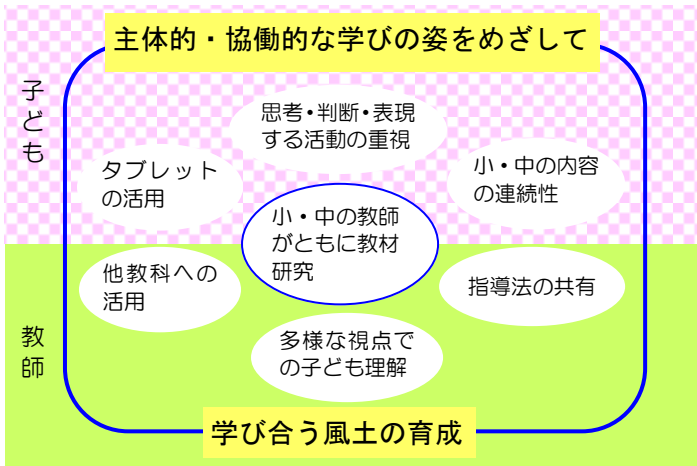 主体的・協働的な学びの姿をめざして
子ども
思考・判断・表現
する活動の重視
タブレット
の活用
小・中の内容
の連続性
小・中の教師
がともに教材
研究
他教科への
活用
指導法の共有
教師
多様な視点で
の子ども理解
学び合う風土の育成